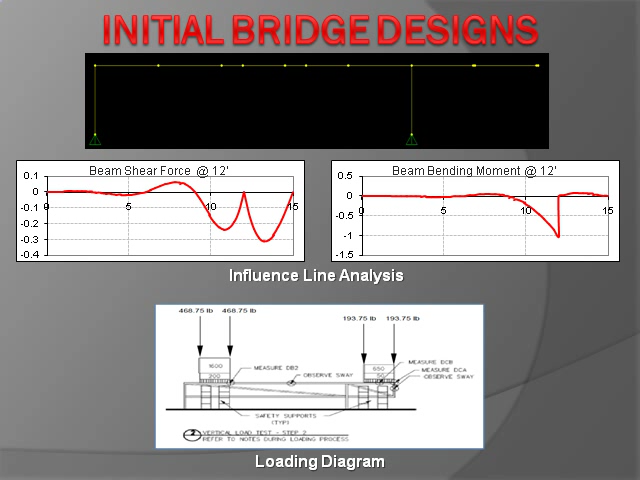 INITIAL BRIDGE DESIGNS
Beam Shear Force @ 12'
0.1
0
-0.1
-0.2
-0.3
-0.4
0
5
10
15
Beam Bending Moment @ 12'
0.5
0
-0.5
-1
-1.5
0
5
10
15
Influence Line Analysis
468.75 lb 468.75 lb
193.75 lb 193.75 lb
1600
200
650
50
MEASURE DB2
OBSERVE SWAY
MEASURE DCB
MEASURE DCA
OBSERVE SWAY
SAFETY SUPPORTS
(TYP)
2 VERTICAL LOAD TEST - STEP 2
REFER TO NOTES DURING LOADING PROCESS
Loading Diagram